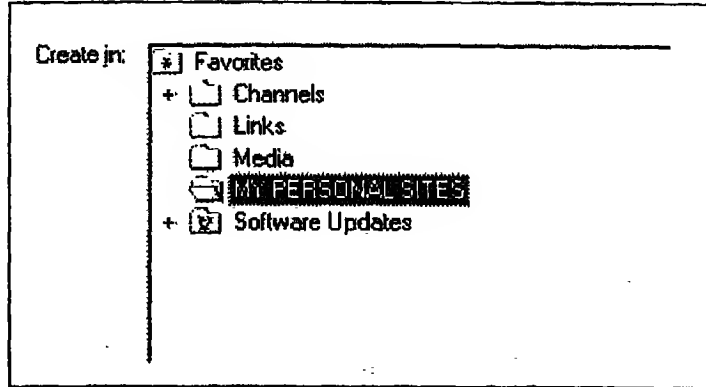 Create in:
Favorites
+ Channels
Links
Media
MY PERSONAL SITES
+ Software Updates